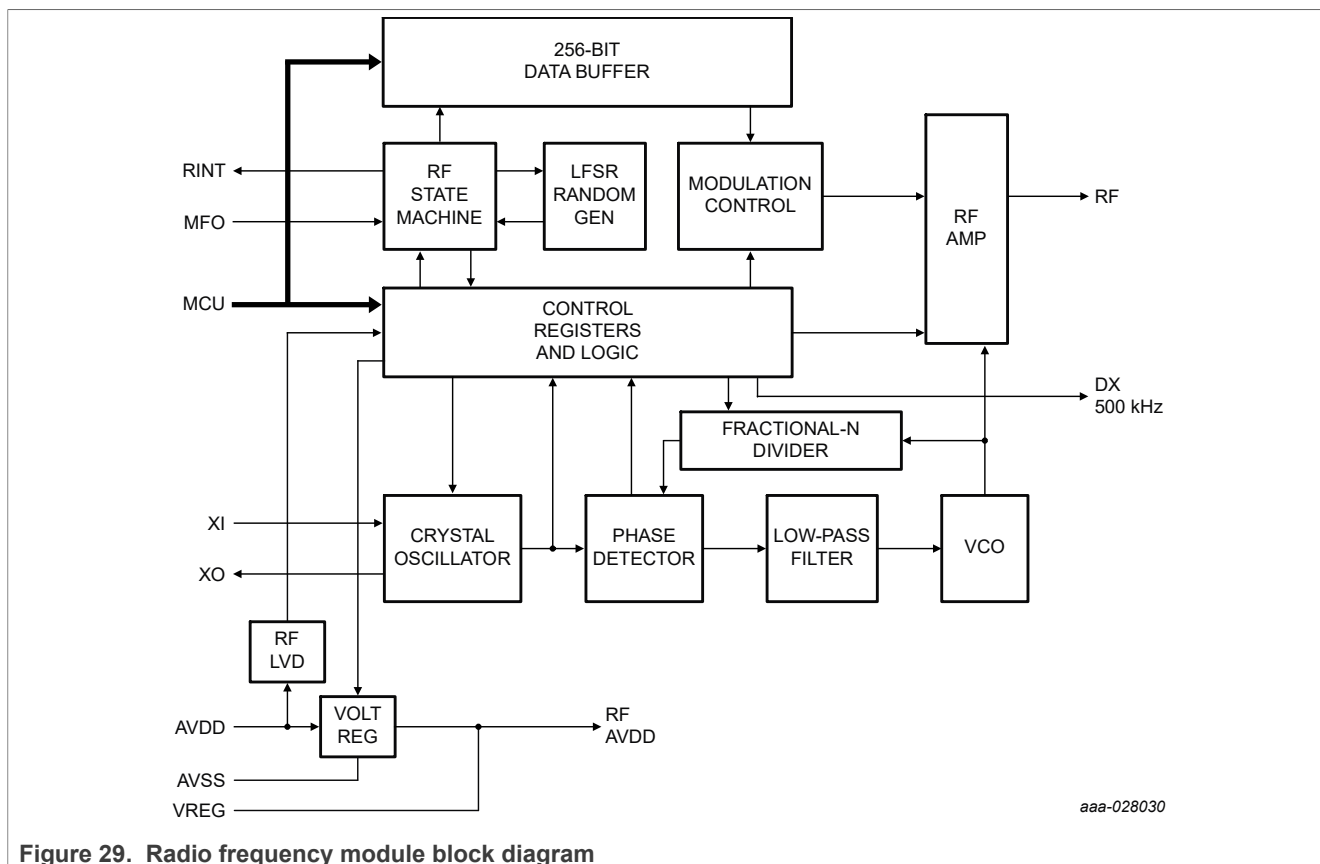 256-BIT
DATA BUFFER
RINT
RF
STATE
MACHINE
LFSR
RANDOM
GEN
MODULATION
CONTROL
RF
AMP
RF
MFO
MCU
CONTROL
REGISTERS
AND LOGIC
DX
500 kHz
FRACTIONAL-N
DIVIDER
XI
CRYSTAL
OSCILLATOR
PHASE
DETECTOR
LOW-PASS
FILTER
VCO
XO
RF
LVD
AVDD
VOLT
REG
RF
AVDD
AVSS
VREG
aaa-028030
Figure 29. Radio frequency module block diagram